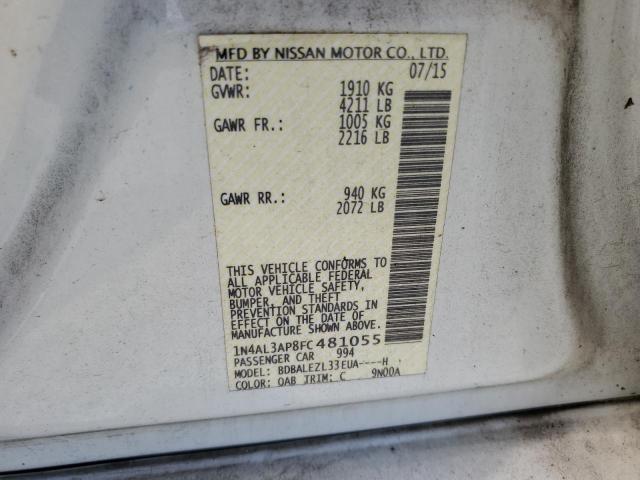 MFD BY NISSAN MOTOR CO., LTD.
DATE: 07/15
GVWR: 1910 KG
4211 LB
GAWR FR.: 1005 KG
2216 LB
GAWR RR.: 940 KG
2072 LB
THIS VEHICLE CONFORMS TO
ALL APPLICABLE FEDERAL
MOTOR VEHICLE SAFETY,
BUMPER, AND THEFT
PREVENTION STANDARDS IN EFFECT
ON THE DATE OF
MANUFACTURE SHOWN ABOVE.
1N4AL3AP8FC481055
PASSENGER CAR 994
MODEL: BDBALEZL33EUA----H
COLOR: QAB TRIM: C 9N00A